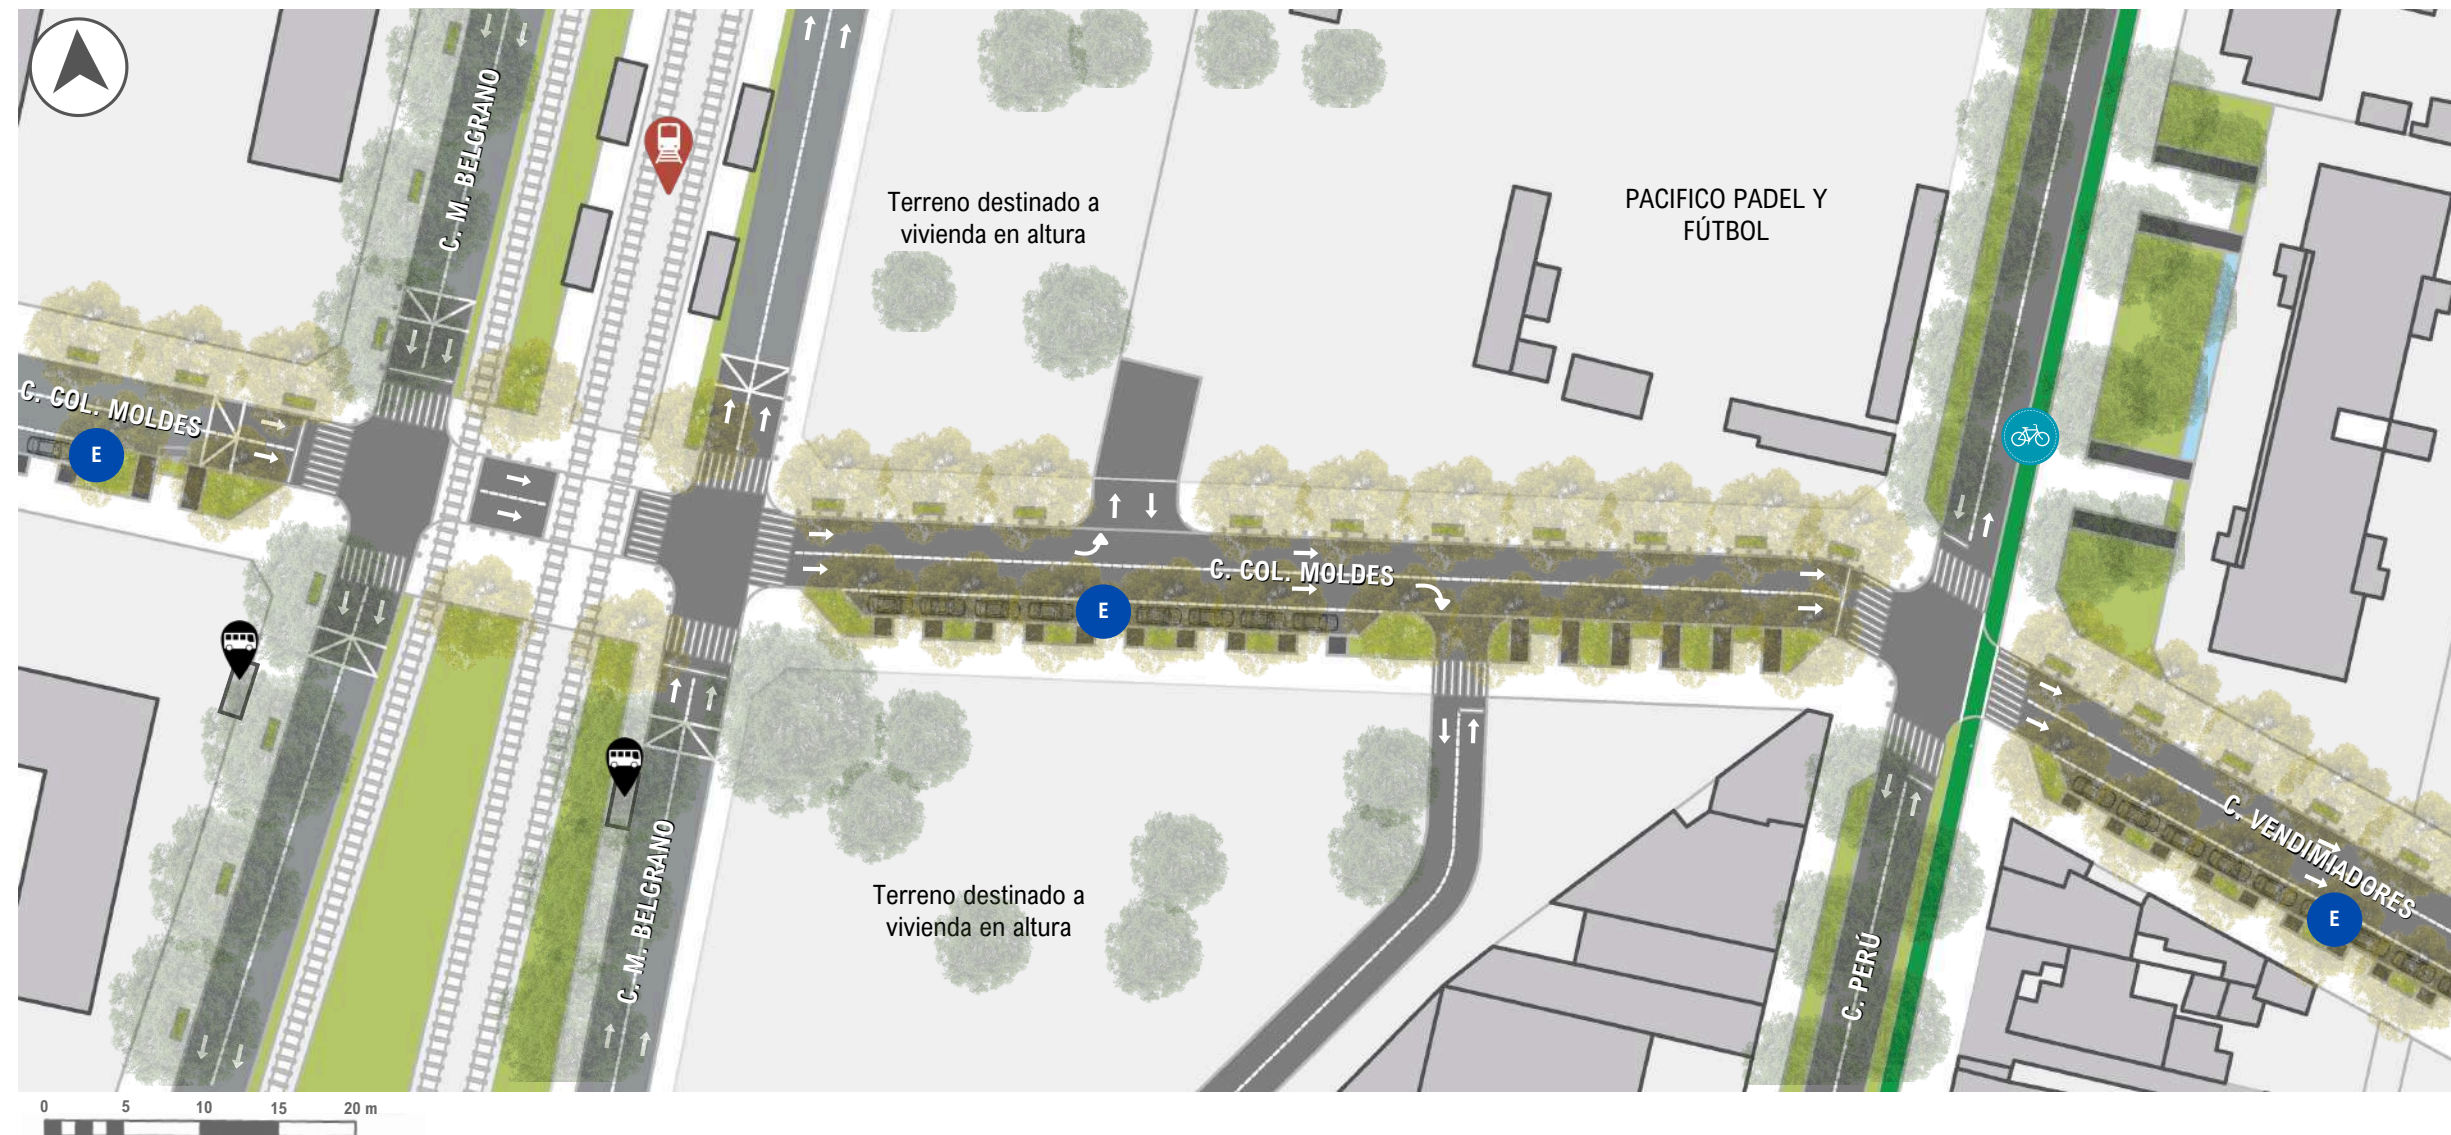 C. M. BELGRANO
Terreno destinado a
vivienda en altura
PACIFICO PADEL Y
FÚTBOL
C. COL. MOLDES
E
C. COL. MOLDES
E
C. VENDIMIADORES
E
C. M. BELGRANO
Terreno destinado a
vivienda en altura
C. PERÚ
0 5 10 15 20 m